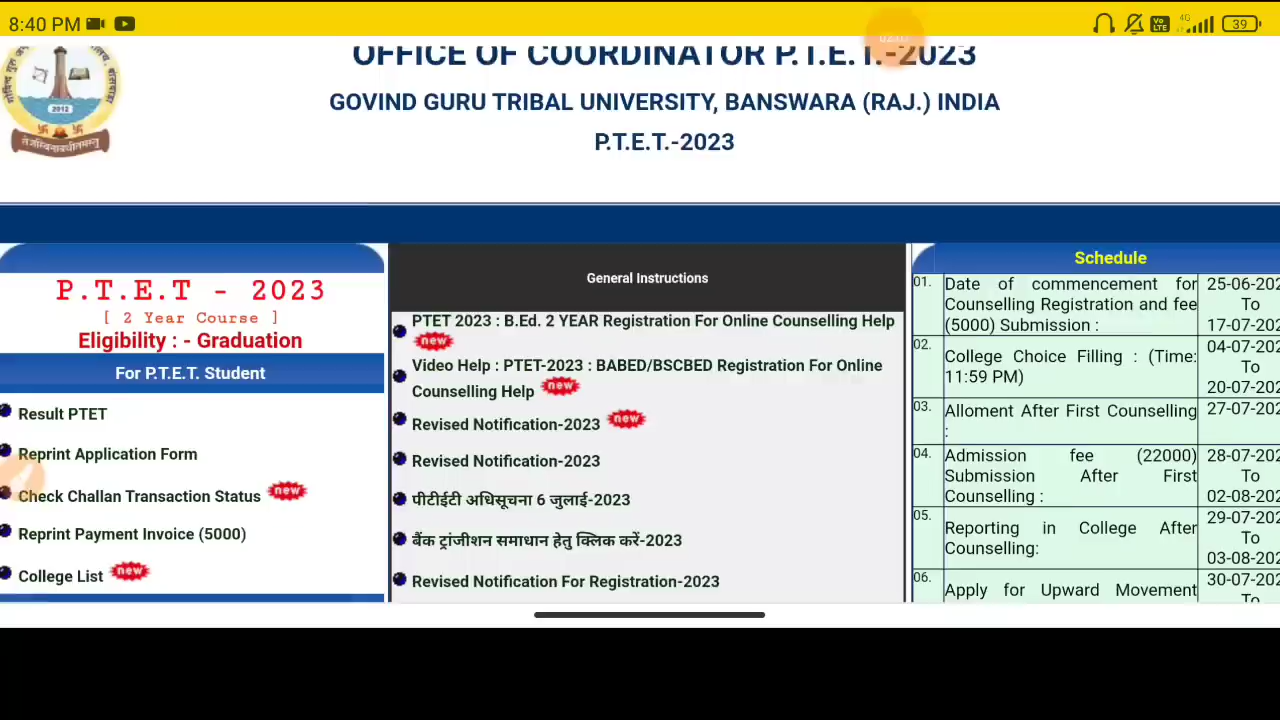 8:40 PM
4G
Vo
LTE
39
OFFICE OF COORDINATOR P.T.E.T.-2023
GOVIND GURU TRIBAL UNIVERSITY, BANSWARA (RAJ.) INDIA
P.T.E.T.-2023
2012
P.T.E.T - 2023
[ 2 Year Course ]
Eligibility : - Graduation
For P.T.E.T. Student
Result PTET
Reprint Application Form
Check Challan Transaction Status new
Reprint Payment Invoice (5000)
College List new
General Instructions
PTET 2023 : B.Ed. 2 YEAR Registration For Online Counselling Help
new
Video Help : PTET-2023 : BABED/BSCBED Registration For Online
Counselling Help new
Revised Notification-2023 new
Revised Notification-2023
पीटीईटी अधिसूचना 6 जुलाई-2023
बैंक ट्रांजीशन समाधान हेतु क्लिक करें-2023
Revised Notification For Registration-2023
Schedule
01. Date of commencement for 25-06-202
Counselling Registration and fee To
(5000) Submission : 17-07-202
02. College Choice Filling : (Time: 04-07-202
11:59 PM) To
20-07-202
03. Alloment After First Counselling 27-07-202
:
04. Admission fee (22000) 28-07-202
Submission After First To
Counselling : 02-08-202
05. Reporting in College After 29-07-202
Counselling: To
03-08-202
06. Apply for Upward Movement 30-07-202
To